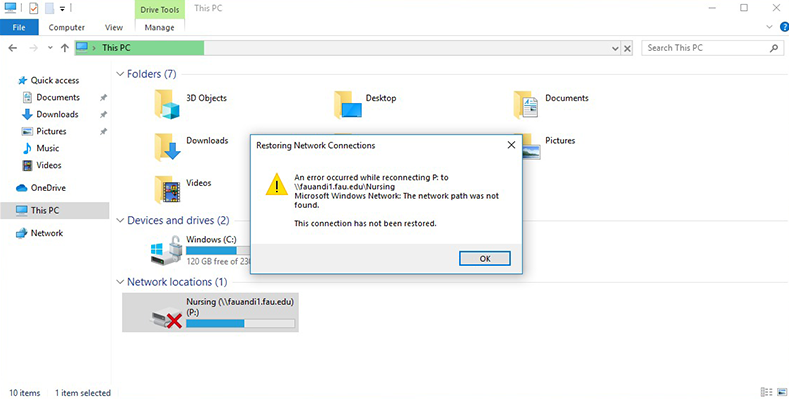 Drive Tools
This PC
File
Computer
View
Manage
This PC
Search This PC
Quick access
Documents
Downloads
Pictures
Music
Videos
OneDrive
This PC
Network
Folders (7)
3D Objects
Desktop
Documents
Downloads
Pictures
Videos
Devices and drives (2)
Windows (C:)
120 GB free of
Network locations (1)
Nursing (\\fauandi1.fau.edu)
(P:)
Restoring Network Connections
An error occurred while reconnecting P: to
\\fauandi1.fau.edu\Nursing
Microsoft Windows Network: The network path was not
found.
This connection has not been restored.
OK
10 items
1 item selected